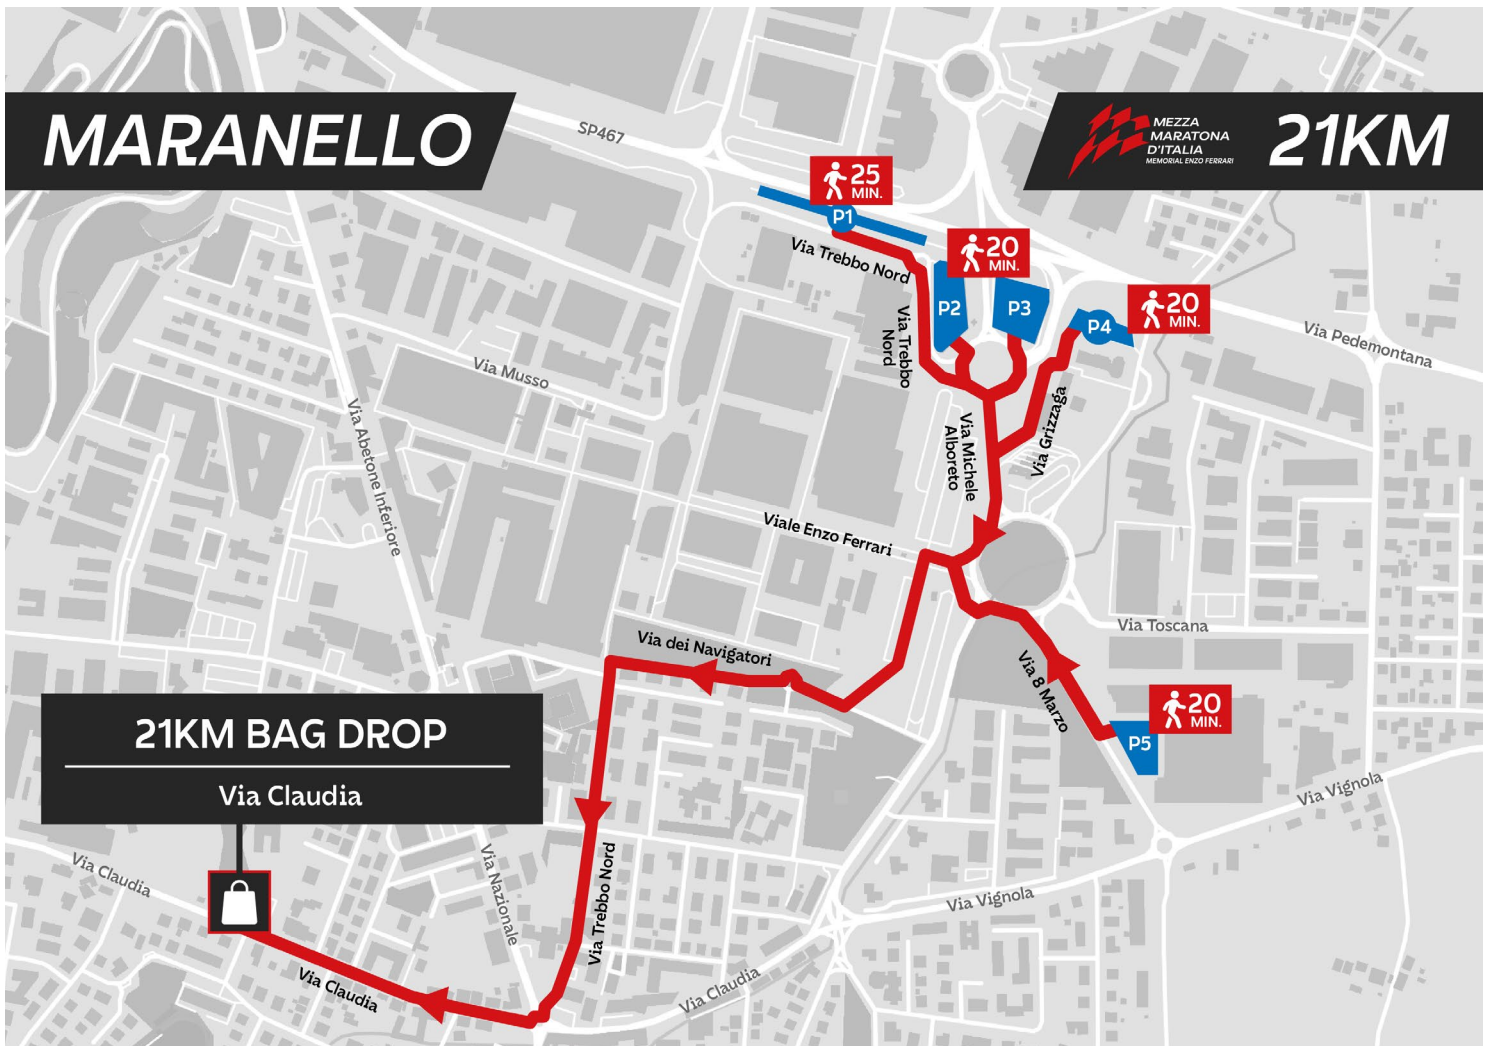 MARANELLO
MEZZA
MARATONA
D'ITALIA
MEMORIAL ENZO FERRARI
21KM
SP467
25
MIN.
P1
Via Trebbo Nord
20
MIN.
P2
P3
20
MIN.
P4
Via Trebbo
Nord
Via Pedemontana
Via Musso
Via Abetone Inferiore
Via Michele
Alboreto
Via Grizzaga
Viale Enzo Ferrari
Via Toscana
Via dei Navigatori
Via 8 Marzo
20
MIN.
P5
21KM BAG DROP
Via Claudia
Via Vignola
Via Claudia
Via Nazionale
Via Trebbo Nord
Via Vignola
Via Claudia
Via Claudia